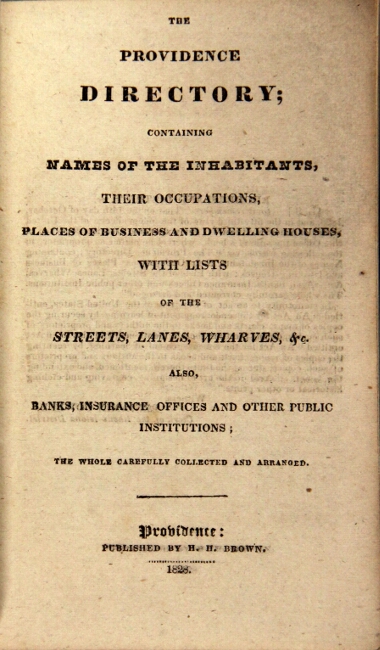 THE
PROVIDENCE
DIRECTORY;
CONTAINING
NAMES OF THE INHABITANTS,
THEIR OCCUPATIONS,
PLACES OF BUSINESS AND DWELLING HOUSES,
WITH LISTS
OF THE
STREETS, LANES, WHARVES, &c.
ALSO,
BANKS, INSURANCE OFFICES AND OTHER PUBLIC
INSTITUTIONS;
THE WHOLE CAREFULLY COLLECTED AND ARRANGED.
Providence:
PUBLISHED BY H. H. BROWN.
1828.